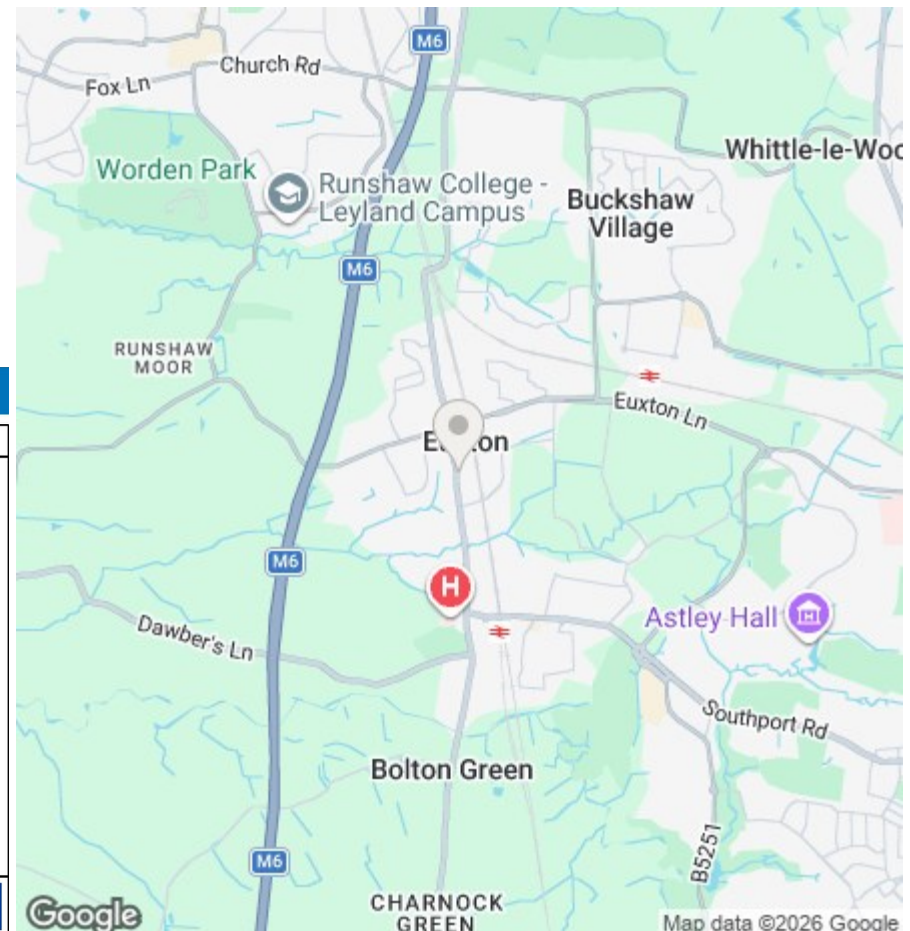 M6
Church Rd
Fox Ln
Whittle-le-Woo
Worden Park
Runshaw College -
Leyland Campus
Buckshaw
Village
M6
RUNSHAW
MOOR
Euxton Ln
M6
H
Astley Hall
Dawber's Ln
Southport Rd
Bolton Green
B5251
M6
CHARNOCK
GREEN
Google
Map data ©2026 Google